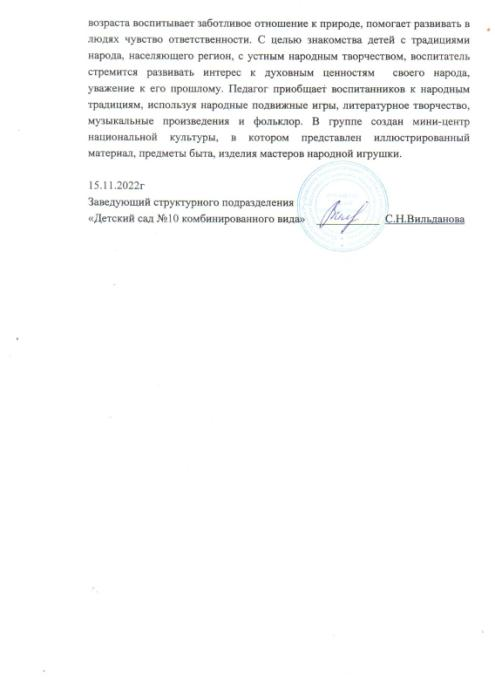 возраста воспитывает заботливое отношение к природе, помогает развивать в
людях чувство ответственности. С целью знакомства детей с традициями
народа, населяющего регион, с устным народным творчеством, воспитатель
стремится развивать интерес к духовным ценностям своего народа,
уважение к его прошлому. Педагог приобщает воспитанников к народным
традициям, используя народные подвижные игры, литературное творчество,
музыкальные произведения и фольклор. В группе создан мини-центр
национальной культуры, в котором представлен иллюстрированный
материал, предметы быта, изделия мастеров народной игрушки.
15.11.2022г
Заведующий структурного подразделения
«Детский сад №10 комбинированного вида» С.Н.Вильданова